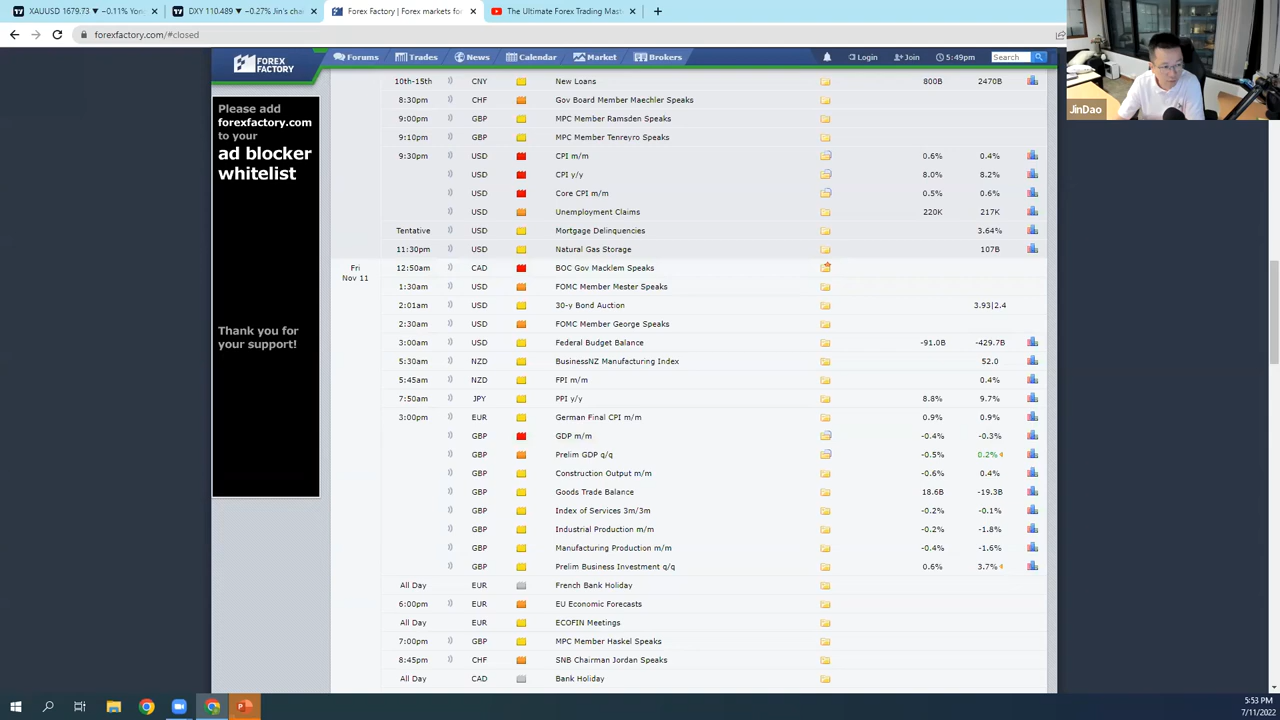 XAUUSD 1679.73 −0.11% You
DXY 110.489 −0.27% Jin's cha
Forex Factory | Forex markets for
The Ultimate Forex Trading Mast
forexfactory.com/#closed
FOREX FACTORY
Forums Trades News Calendar Market Brokers Login Join 5:49pm Search
JinDao
Please add
forexfactory.com
to your
ad blocker
whitelist
Thank you for
your support!
10th-15th CNY New Loans 800B 2470B
8:30pm CHF Gov Board Member Maechler Speaks
9:00pm GBP MPC Member Ramsden Speaks
9:10pm GBP MPC Member Tenreyro Speaks
9:30pm USD CPI m/m 0.6% 0.4%
USD CPI y/y 8.0% 8.2%
USD Core CPI m/m 0.5% 0.6%
USD Unemployment Claims 220K 217K
Tentative USD Mortgage Delinquencies 3.64%
11:30pm USD Natural Gas Storage 107B
Fri Nov 11 12:50am CAD BOC Gov Macklem Speaks
1:30am USD FOMC Member Mester Speaks
2:01am USD 30-y Bond Auction 3.93|2.4
2:30am USD FOMC Member George Speaks
3:00am USD Federal Budget Balance -91.0B -429.7B
5:30am NZD BusinessNZ Manufacturing Index 52.0
5:45am NZD FPI m/m 0.4%
7:50am JPY PPI y/y 8.8% 9.7%
3:00pm EUR German Final CPI m/m 0.9% 0.9%
GBP GDP m/m -0.4% -0.3%
GBP Prelim GDP q/q -0.5% 0.2%
GBP Construction Output m/m -0.6% 0.4%
GBP Goods Trade Balance 18.6B -19.3B
GBP Index of Services 3m/3m -0.2% -0.1%
GBP Industrial Production m/m -0.2% -1.8%
GBP Manufacturing Production m/m -0.4% -1.6%
GBP Prelim Business Investment q/q 0.6% 3.7%
All Day EUR French Bank Holiday
6:00pm EUR EU Economic Forecasts
All Day EUR ECOFIN Meetings
7:00pm GBP MPC Member Haskel Speaks
8:45pm CHF SNB Chairman Jordan Speaks
All Day CAD Bank Holiday
5:53 PM
7/11/2022